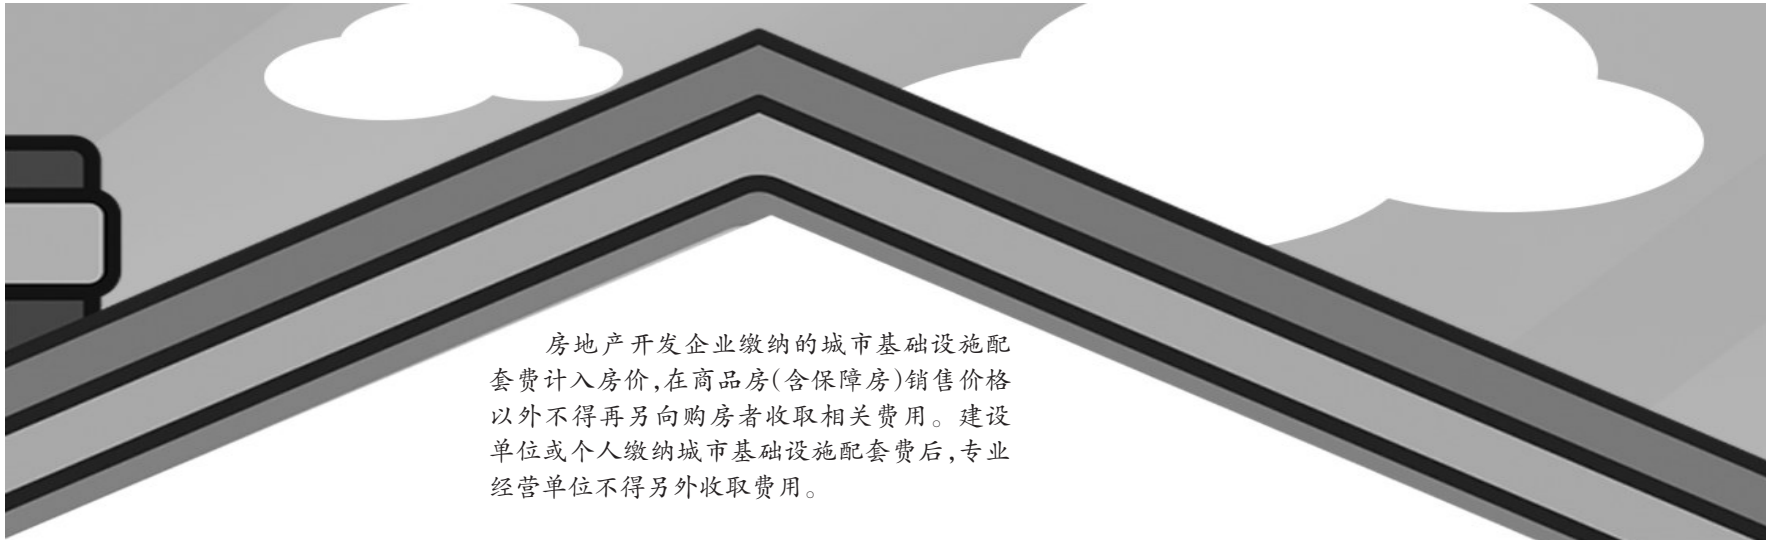 房地产开发企业缴纳的城市基础设施配
套费计入房价,在商品房(含保障房)销售价格
以外不得再另向购房者收取相关费用。建设
单位或个人缴纳城市基础设施配套费后,专业
经营单位不得另外收取费用。